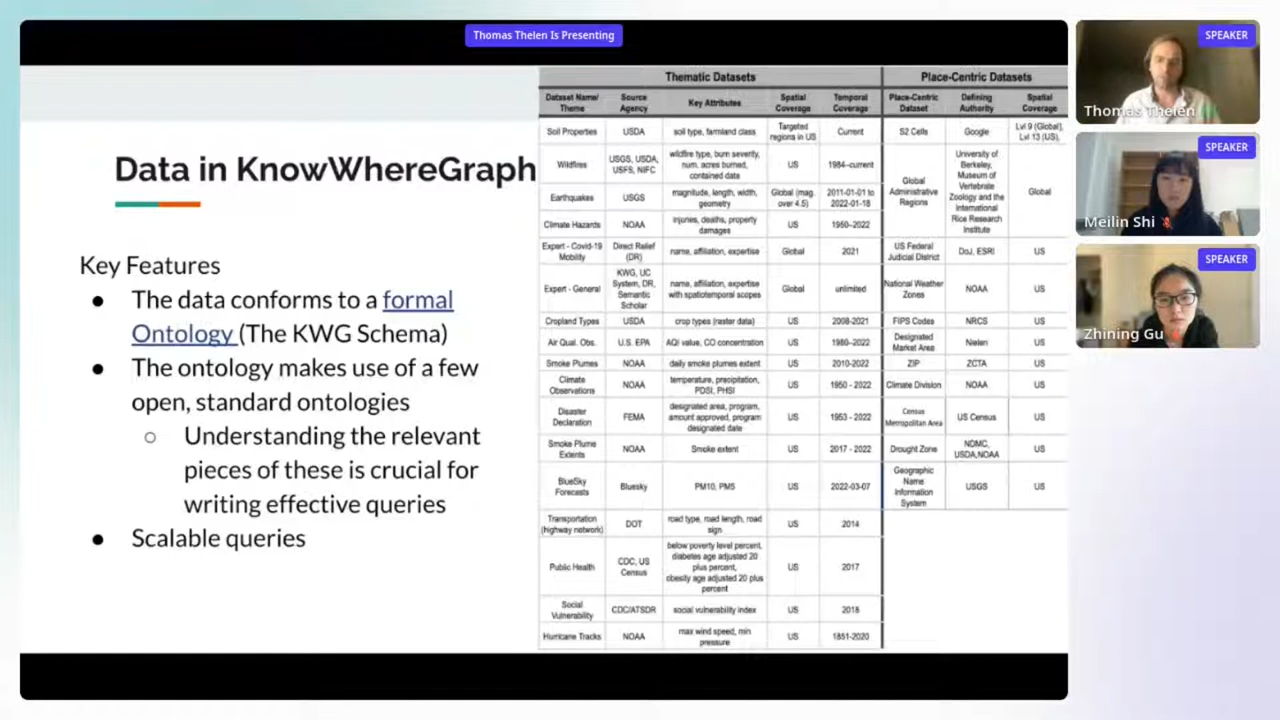 Thomas Thelen Is Presenting
Data in KnowWhereGraph
Key Features
● The data conforms to a formal
Ontology (The KWG Schema)
● The ontology makes use of a few
open, standard ontologies
○ Understanding the relevant
pieces of these is crucial for
writing effective queries
● Scalable queries
Thematic Datasets
Dataset Name/ Theme | Source Agency | Key Attributes | Spatial Coverage | Temporal Coverage
Soil Properties | USDA | soil type, farmland class | Targeted regions in US | Current
Wildfires | USGS, USDA, USFS, NIFC | wildfire type, burn severity, num. acres burned, contained date | US | 1984–current
Earthquakes | USGS | magnitude, length, width, geometry | Global (mag. over 4.5) | 2011-01-01 to 2022-01-18
Climate Hazards | NOAA | injuries, deaths, property damages | US | 1950–2022
Expert - Covid-19 Mobility | Direct Relief (DR) | name, affiliation, expertise | Global | 2021
Expert - General | KWG, UC System, DR, Semantic Scholar | name, affiliation, expertise with spatiotemporal scopes | Global | unlimited
Cropland Types | USDA | crop types (raster data) | US | 2008-2021
Air Qual. Obs. | U.S. EPA | AQI value, CO concentration | US | 1980–2022
Smoke Plumes | NOAA | daily smoke plumes extent | US | 2010-2022
Climate Observations | NOAA | temperature, precipitation, PDSI, PHSI | US | 1950 - 2022
Disaster Declaration | FEMA | designated area, program, amount approved, program designated date | US | 1953 - 2022
Smoke Plume Extents | NOAA | Smoke extent | US | 2017 - 2022
BlueSky Forecasts | Bluesky | PM10, PM5 | US | 2022-03-07
Transportation (highway network) | DOT | road type, road length, road sign | US | 2014
Public Health | CDC, US Census | below poverty level percent, diabetes age adjusted 20 plus percent, obesity age adjusted 20 plus percent | US | 2017
Social Vulnerability | CDC/ATSDR | social vulnerability index | US | 2018
Hurricane Tracks | NOAA | max wind speed, min pressure | US | 1851-2020
Place-Centric Datasets
Place-Centric Dataset | Defining Authority | Spatial Coverage
S2 Cells | Google | Lvl 9 (Global), Lvl 13 (US),
Global Administrative Regions | University of Berkeley, Museum of Vertebrate Zoology and the International Rice Research Institute | Global
US Federal Judicial District | DoJ, ESRI | US
National Weather Zones | NOAA | US
FIPS Codes | NRCS | US
Designated Market Area | Nielen | US
ZIP | ZCTA | US
Climate Division | NOAA | US
Census Metropolitan Area | US Census | US
Drought Zone | NDMC, USDA,NOAA | US
Geographic Name Information System | USGS | US
SPEAKER
Thomas Thelen
SPEAKER
Meilin Shi
SPEAKER
Zhining Gu